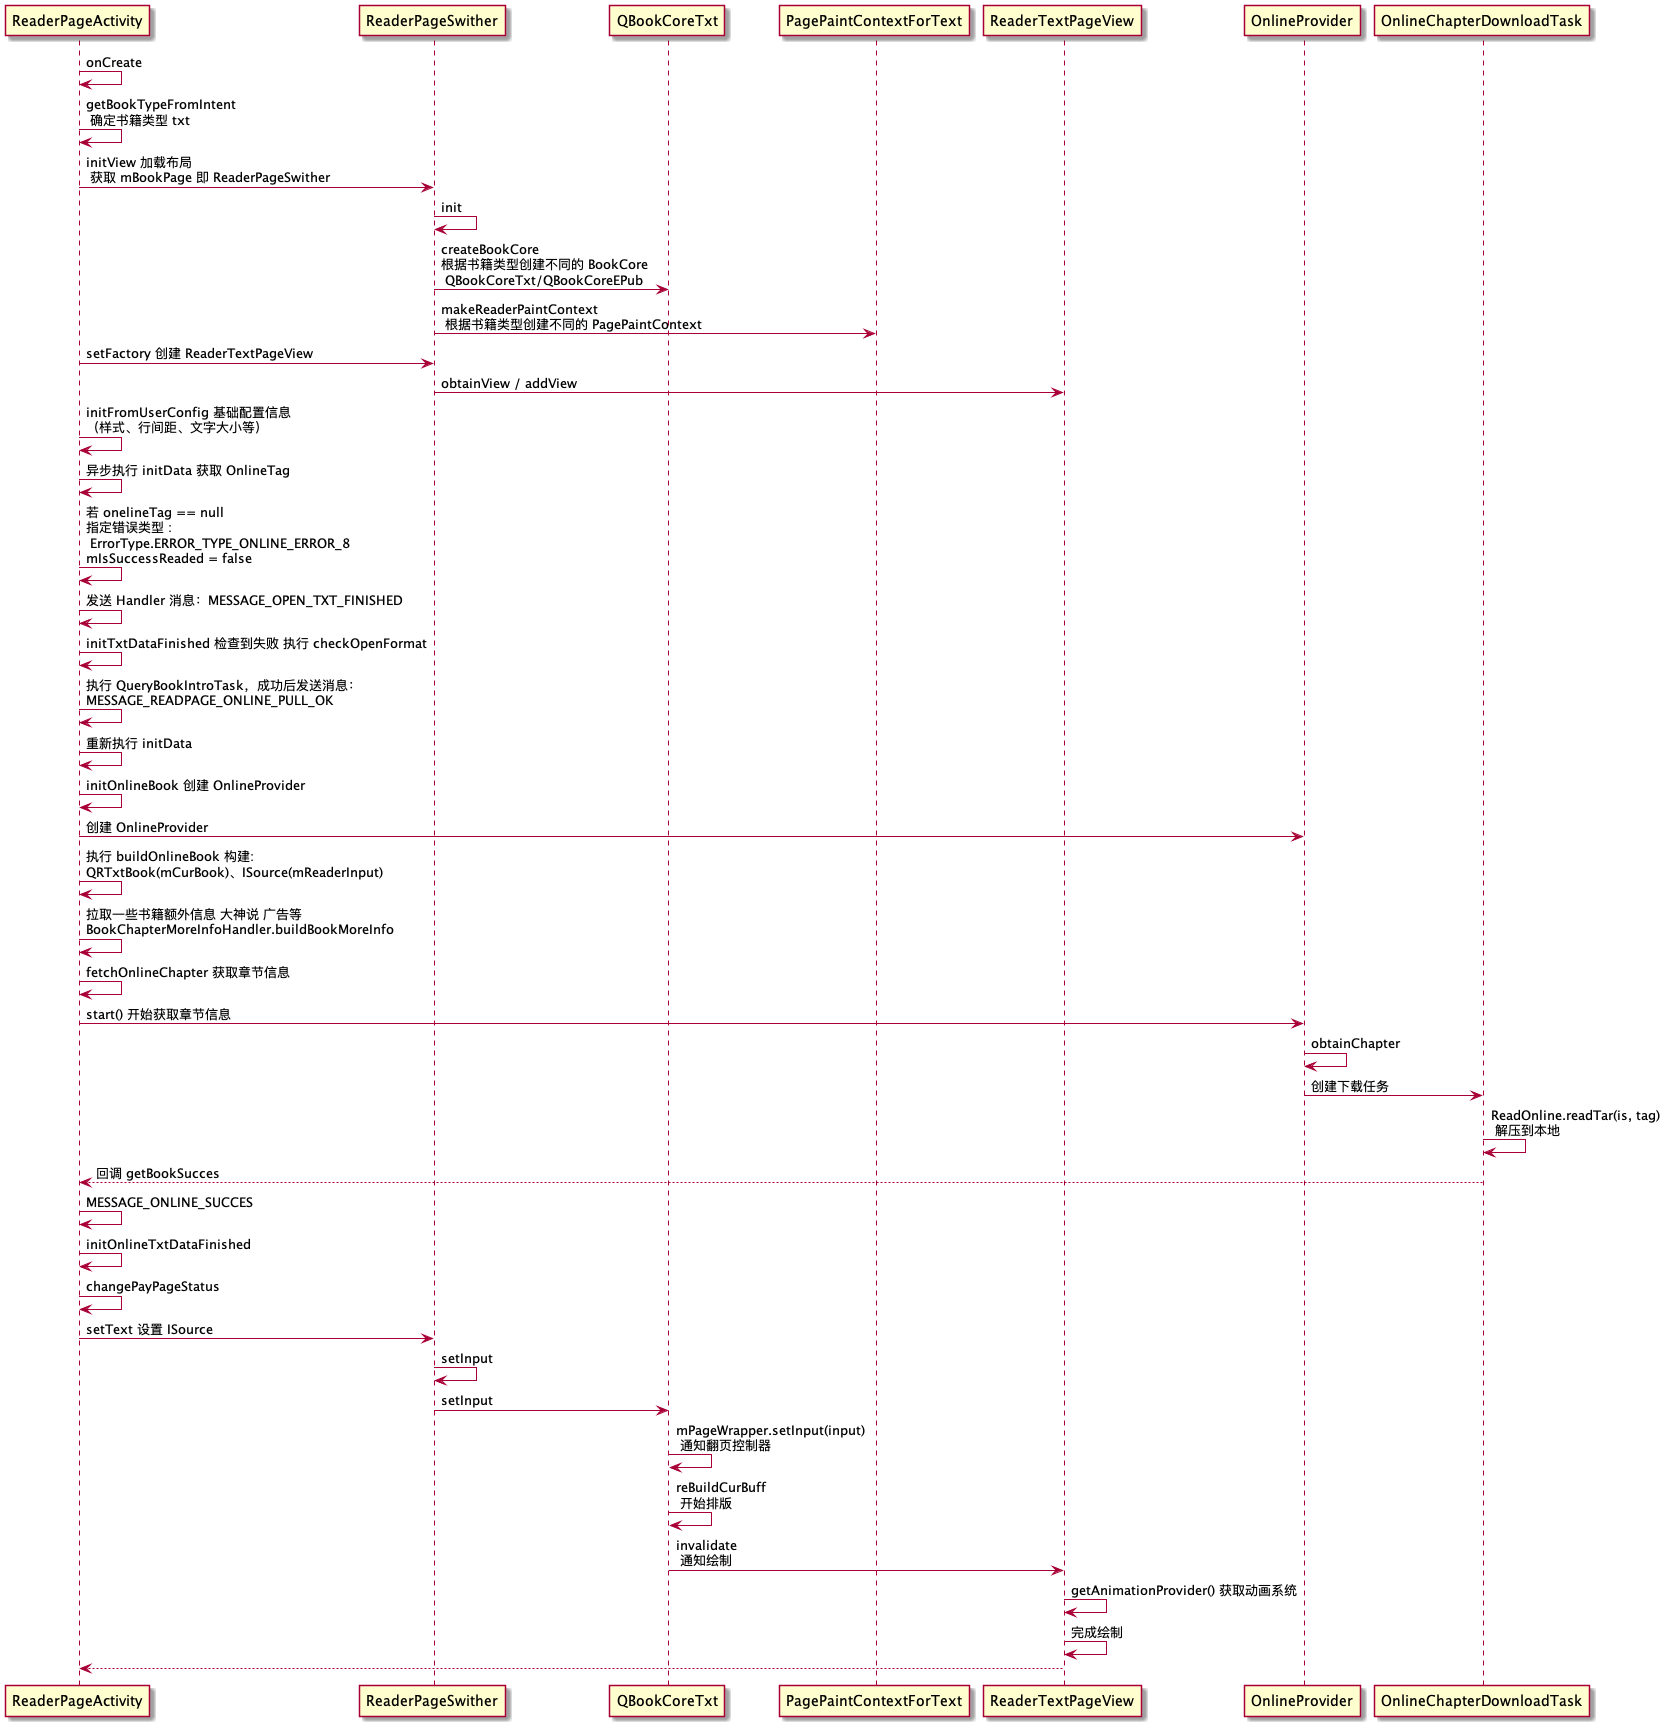 ReaderPageActivity
ReaderPageSwither
QBookCoreTxt
PagePaintContextForText
ReaderTextPageView
OnlineProvider
OnlineChapterDownloadTask
onCreate
getBookTypeFromIntent
确定书籍类型 txt
initView 加载布局
获取 mBookPage 即 ReaderPageSwither
init
createBookCore
根据书籍类型创建不同的 BookCore
QBookCoreTxt/QBookCoreEPub
makeReaderPaintContext
根据书籍类型创建不同的 PagePaintContext
setFactory 创建 ReaderTextPageView
obtainView / addView
initFromUserConfig 基础配置信息
（样式、行间距、文字大小等）
异步执行 initData 获取 OnlineTag
若 onelineTag == null
指定错误类型 :
ErrorType.ERROR_TYPE_ONLINE_ERROR_8
mIsSuccessReaded = false
发送 Handler 消息：MESSAGE_OPEN_TXT_FINISHED
initTxtDataFinished 检查到失败 执行 checkOpenFormat
执行 QueryBookIntroTask，成功后发送消息：
MESSAGE_READPAGE_ONLINE_PULL_OK
重新执行 initData
initOnlineBook 创建 OnlineProvider
创建 OnlineProvider
执行 buildOnlineBook 构建:
QRTxtBook(mCurBook)、ISource(mReaderInput)
拉取一些书籍额外信息 大神说 广告等
BookChapterMoreInfoHandler.buildBookMoreInfo
fetchOnlineChapter 获取章节信息
start() 开始获取章节信息
obtainChapter
创建下载任务
ReadOnline.readTar(is, tag)
解压到本地
回调 getBookSucces
MESSAGE_ONLINE_SUCCES
initOnlineTxtDataFinished
changePayPageStatus
setText 设置 ISource
setInput
setInput
mPageWrapper.setInput(input)
通知翻页控制器
reBuildCurBuff
开始排版
invalidate
通知绘制
getAnimationProvider() 获取动画系统
完成绘制
ReaderPageActivity
ReaderPageSwither
QBookCoreTxt
PagePaintContextForText
ReaderTextPageView
OnlineProvider
OnlineChapterDownloadTask